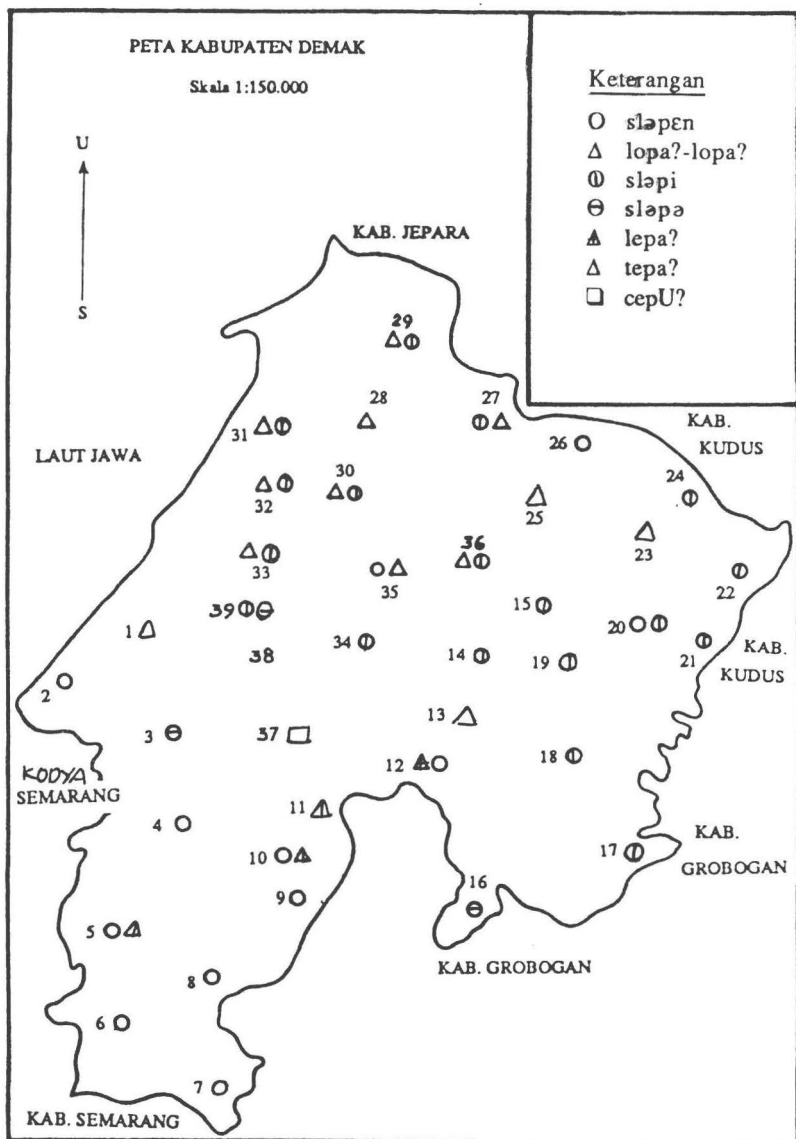 PETA KABUPATEN DEMAK
Skala 1:150.000
U
S
Keterangan
sləpɛn
lopa?-lopa?
sləpi
sləpə
lepa?
tepa?
cepU?
KAB. JEPARA
29
28
27
KAB.
KUDUS
31
26
LAUT JAWA
24
30
32
25
23
36
33
35
22
39
15
20
1
38
34
14
19
21
KAB.
KUDUS
2
13
3
37
18
12
KODYA
SEMARANG
11
4
KAB.
GROBOGAN
10
17
9
16
5
KAB. GROBOGAN
8
6
7
KAB. SEMARANG